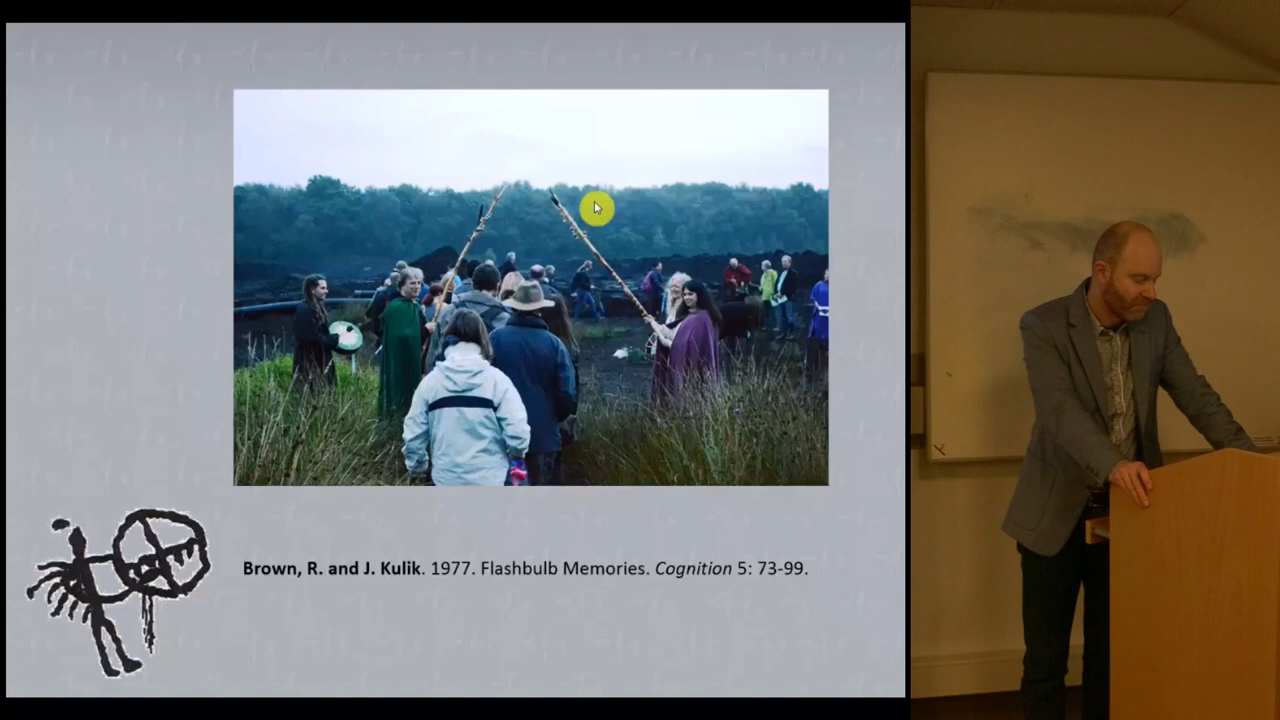 Brown, R. and J. Kulik. 1977. Flashbulb Memories. Cognition 5: 73-99.